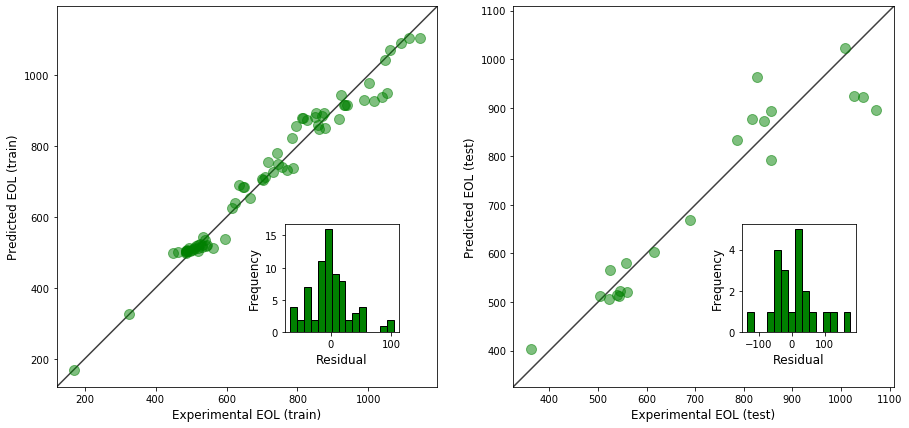 Predicted EOL (train)
1000
800
600
400
200
200 400 600 800 1000
Experimental EOL (train)
Frequency
15
10
5
0
0 100
Residual
Predicted EOL (test)
1100
1000
900
800
700
600
500
400
400 500 600 700 800 900 1000 1100
Experimental EOL (test)
Frequency
4
2
0
−100 0 100
Residual